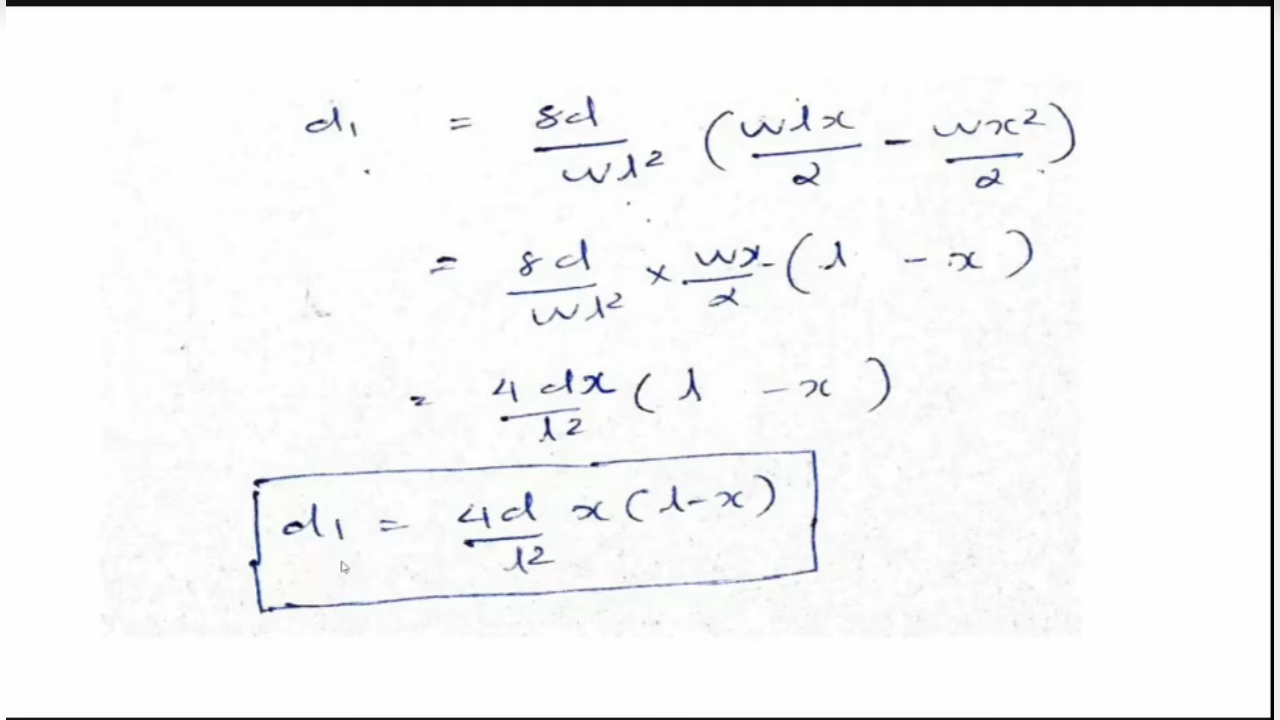 d₁ = 8d/wl² (wlx/2 - wx²/2)
= 8d/wl² × wx/2 (l - x)
= 4dx/l² (l - x)
d₁ = 4d/l² x(l-x)